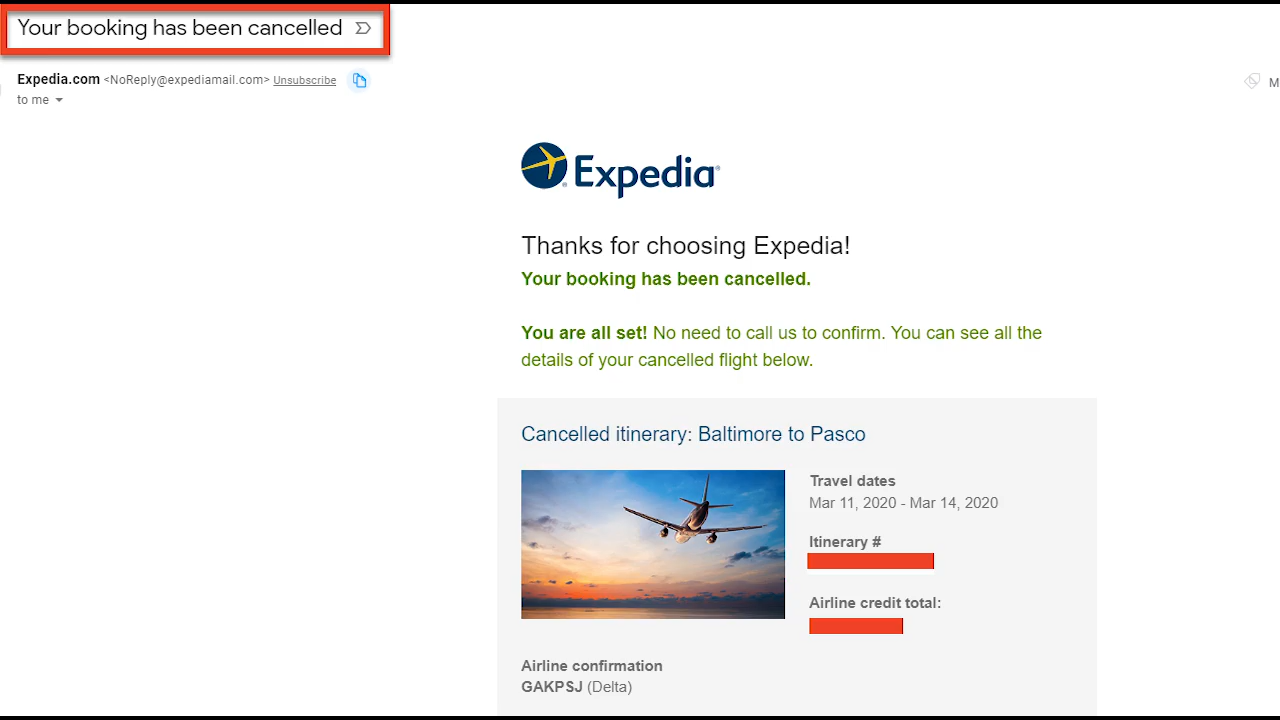 Your booking has been cancelled
Expedia.com <NoReply@expediamail.com> Unsubscribe
to me
M
Expedia®
Thanks for choosing Expedia!
Your booking has been cancelled.
You are all set! No need to call us to confirm. You can see all the
details of your cancelled flight below.
Cancelled itinerary: Baltimore to Pasco
Travel dates
Mar 11, 2020 - Mar 14, 2020
Itinerary #
Airline credit total:
Airline confirmation
GAKPSJ (Delta)